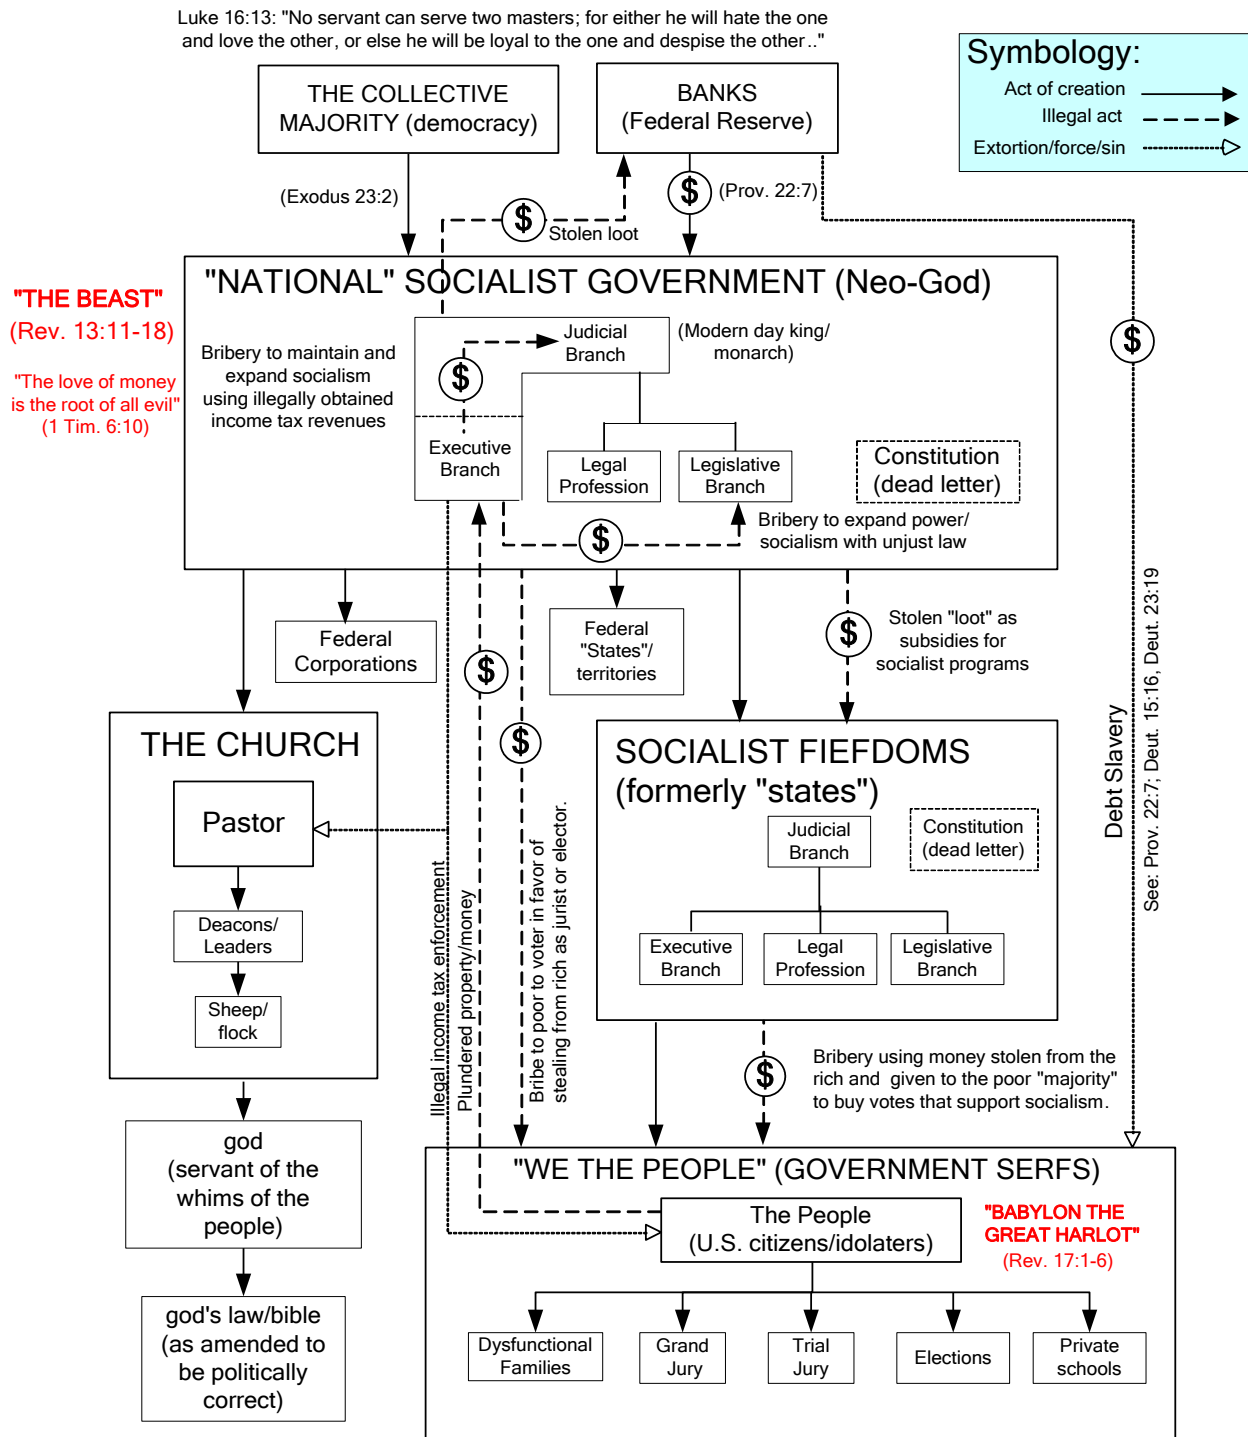 Luke 16:13: "No servant can serve two masters; for either he will hate the one
and love the other, or else he will be loyal to the one and despise the other.."
Symbology:
Act of creation
Illegal act
Extortion/force/sin
THE COLLECTIVE
MAJORITY (democracy)
BANKS
(Federal Reserve)
(Exodus 23:2)
$
Stolen loot
$
(Prov. 22:7)
"NATIONAL" SOCIALIST GOVERNMENT (Neo-God)
"THE BEAST"
(Rev. 13:11-18)
"The love of money
is the root of all evil"
(1 Tim. 6:10)
Bribery to maintain and
expand socialism
using illegally obtained
income tax revenues
Judicial
Branch
(Modern day king/
monarch)
$
$
Executive
Branch
Legal
Profession
Legislative
Branch
Constitution
(dead letter)
$
Bribery to expand power/
socialism with unjust law
Federal
Corporations
Federal
"States"/
territories
$
Stolen "loot" as
subsidies for
socialist programs
$
$
Debt Slavery
See: Prov. 22:7; Deut. 15:16, Deut. 23:19
THE CHURCH
Pastor
Deacons/
Leaders
Sheep/
flock
Illegal income tax enforcement
Plundered property/money
Bribe to poor to voter in favor of
stealing from rich as jurist or elector.
SOCIALIST FIEFDOMS
(formerly "states")
Judicial
Branch
Constitution
(dead letter)
Executive
Branch
Legal
Profession
Legislative
Branch
$
Bribery using money stolen from the
rich and given to the poor "majority"
to buy votes that support socialism.
god
(servant of the
whims of the
people)
god's law/bible
(as amended to
be politically
correct)
"WE THE PEOPLE" (GOVERNMENT SERFS)
The People
(U.S. citizens/idolaters)
"BABYLON THE
GREAT HARLOT"
(Rev. 17:1-6)
Dysfunctional
Families
Grand
Jury
Trial
Jury
Elections
Private
schools